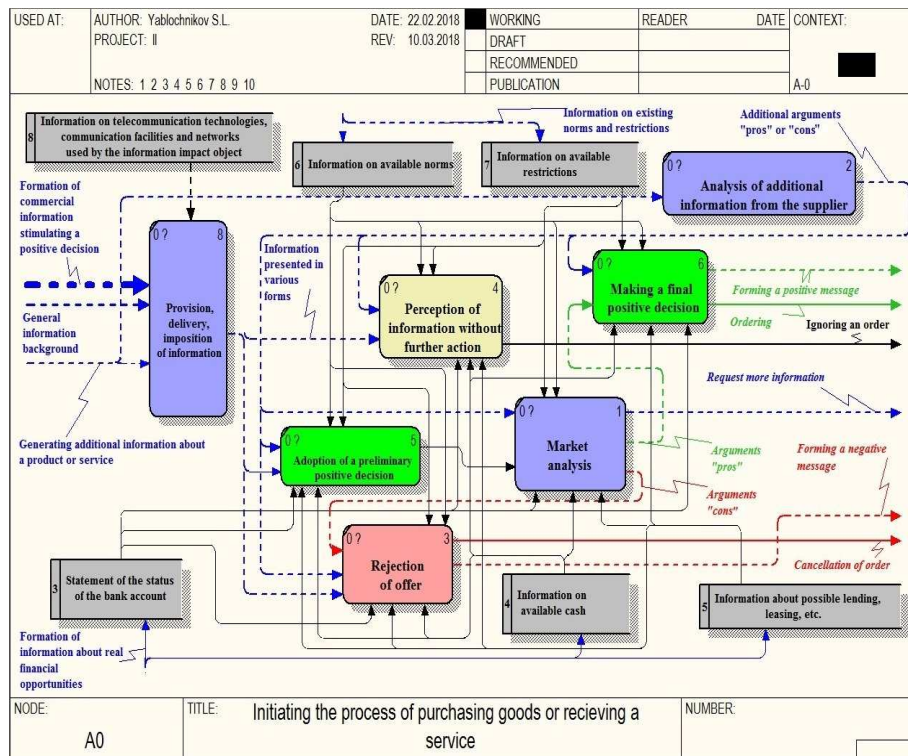 USED AT:
AUTHOR: Yablochnikov S.L.
DATE: 22.02.2018
PROJECT: II
REV: 10.03.2018
NOTES: 1 2 3 4 5 6 7 8 9 10
WORKING
DRAFT
RECOMMENDED
PUBLICATION
READER
DATE
CONTEXT:
A-0
8
Information on telecommunication technologies,
communication facilities and networks
used by the information impact object
Information on existing
norms and restrictions
Additional arguments
"pros" or "cons"
6
Information on available norms
7
Information on available
restrictions
0 ?
2
Analysis of additional
information from the supplier
Formation of
commercial
information
stimulating a
positive decision
0 ?
8
Provision,
delivery,
imposition
of information
Information
presented in
various
forms
0 ?
4
Perception of
information without
further action
0 ?
6
Making a final
positive decision
Forming a positive message
Ordering
Ignoring an order
General
information
background
Request more information
Generating additional information about
a product or service
0 ?
5
Adoption of a preliminary
positive decision
0 ?
1
Market
analysis
Arguments
"pros"
Arguments
"cons"
Forming a negative
message
0 ?
3
Rejection
of offer
Cancellation of order
3
Statement of the status
of the bank account
4
Information on
available cash
5
Information about possible lending,
leasing, etc.
Formation of
information about real
financial
opportunities
NODE:
A0
TITLE:
Initiating the process of purchasing goods or recieving a
service
NUMBER: